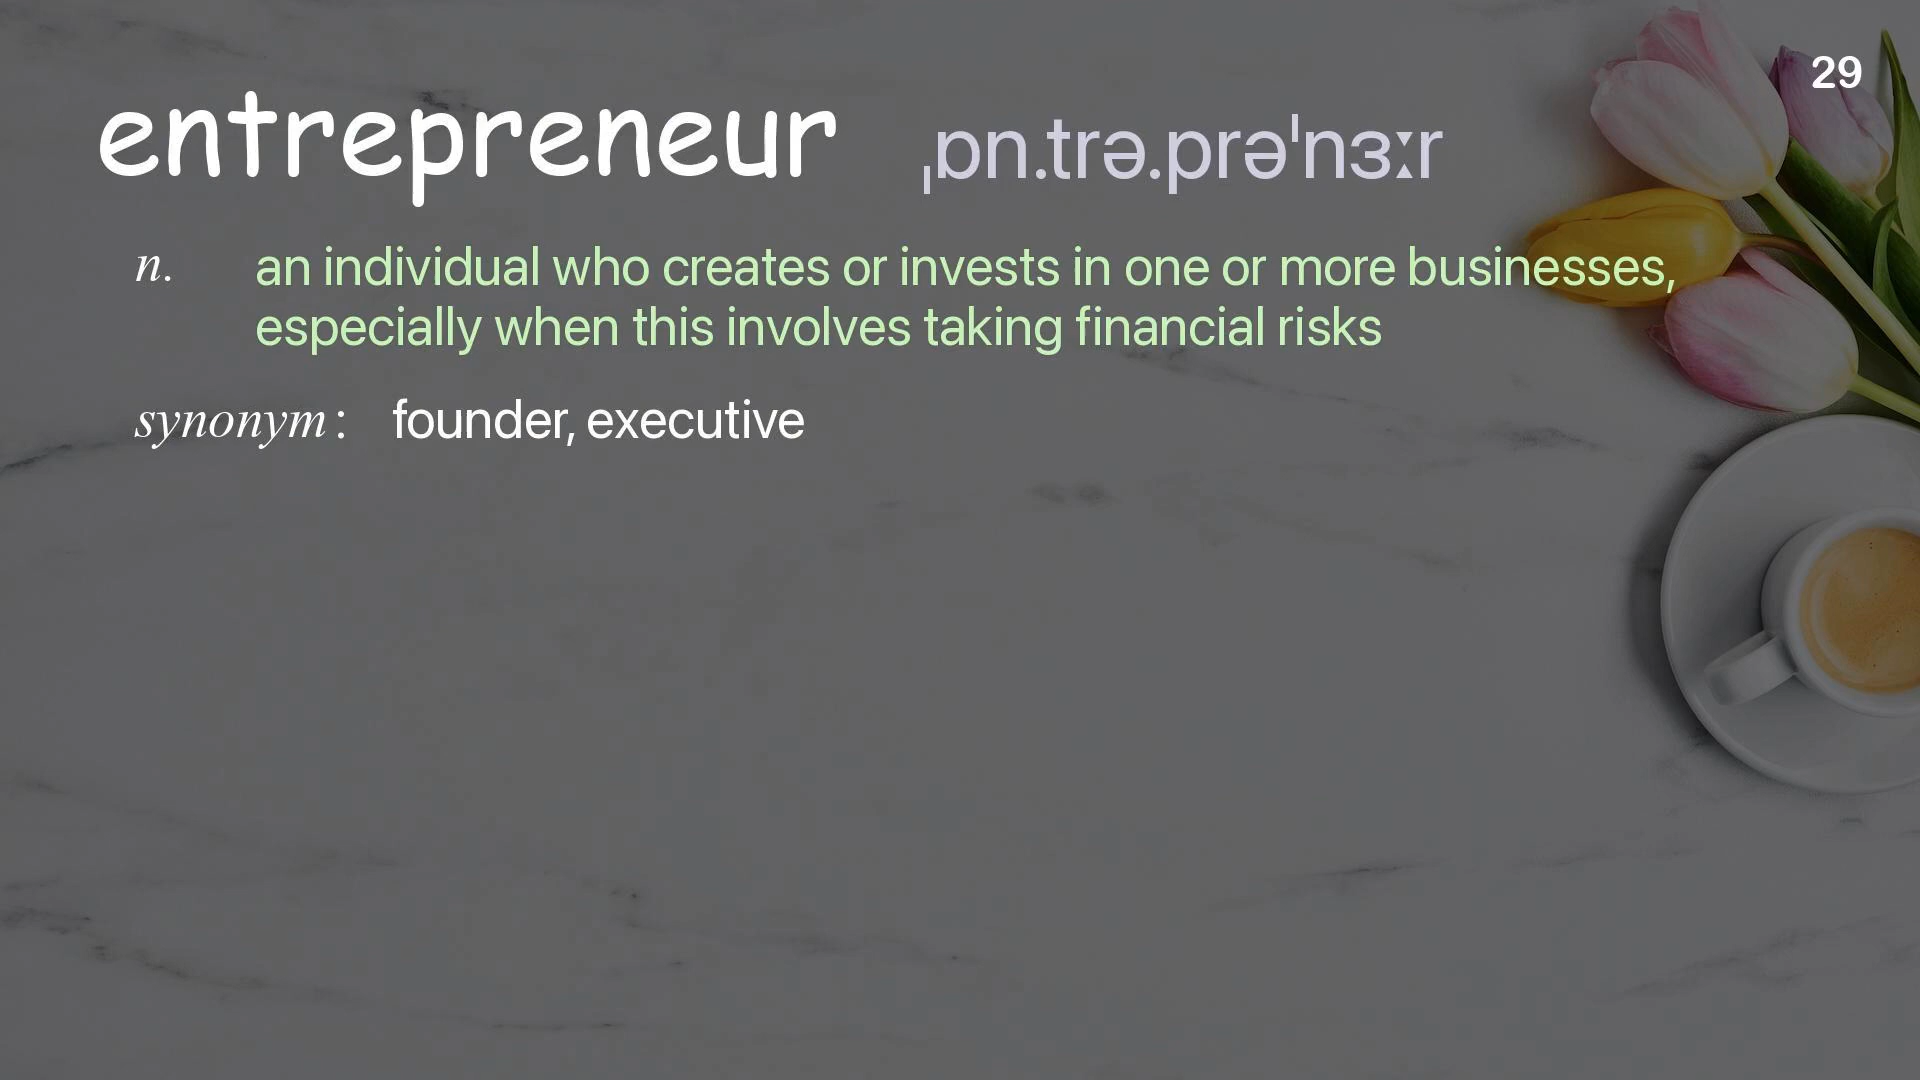 29
entrepreneur ˌɒn.trə.prəˈnɜːr
n. an individual who creates or invests in one or more businesses,
especially when this involves taking financial risks
synonym: founder, executive